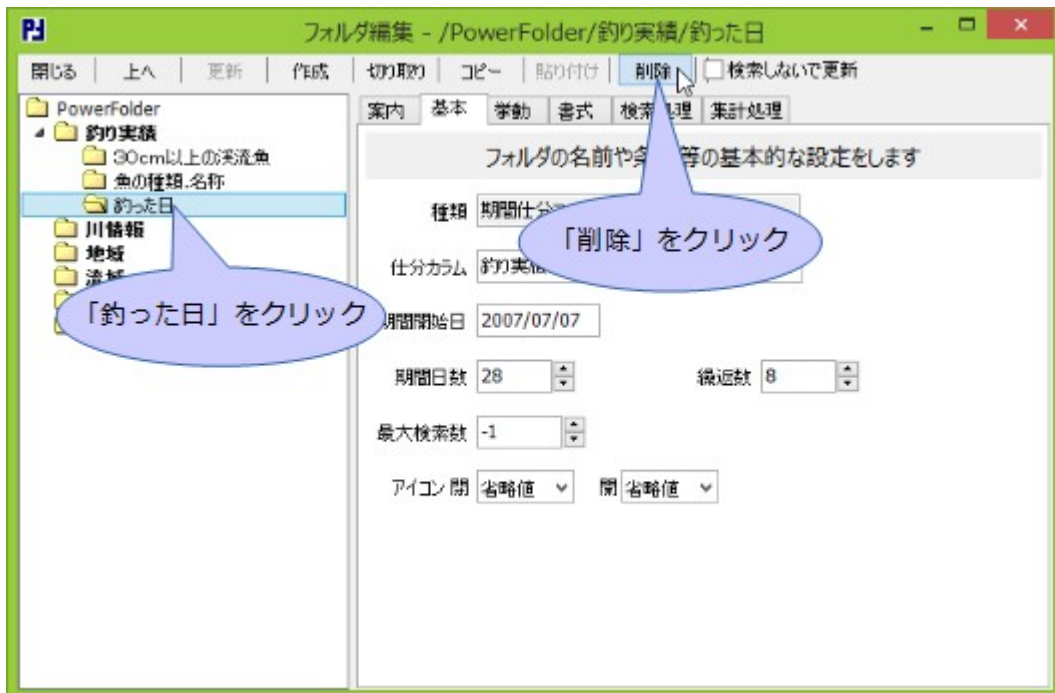 フォルダ編集 - /PowerFolder/釣り実績/釣った日
閉じる 上へ 更新 作成 切り取り コピー 貼り付け 削除 検索しないで更新
PowerFolder
釣り実績
30cm以上の渓流魚
魚の種類.名称
釣った日
川情報
地域
流域
「釣った日」をクリック
案内 基本 挙動 書式 検索処理 集計処理
フォルダの名前や条 等の基本的な設定をします
種類 期間仕分
「削除」をクリック
仕分カラム 釣り実績
期間開始日 2007/07/07
期間日数 28 繰返数 8
最大検索数 -1
アイコン 閉 省略値 開 省略値